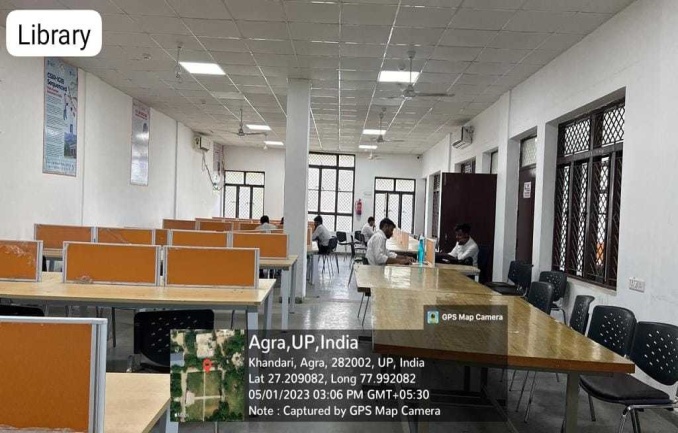 Library
GPS Map Camera
Agra,UP,India
Khandari, Agra, 282002, UP, India
Lat 27.209082, Long 77.992082
05/01/2023 03:06 PM GMT+05:30
Note : Captured by GPS Map Camera